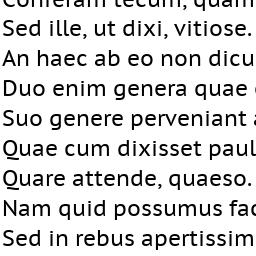 Conferam tecum, quam
Sed ille, ut dixi, vitiose.
An haec ab eo non dicu
Duo enim genera quae
Suo genere perveniant
Quae cum dixisset paul
Quare attende, quaeso.
Nam quid possumus fac
Sed in rebus apertissim